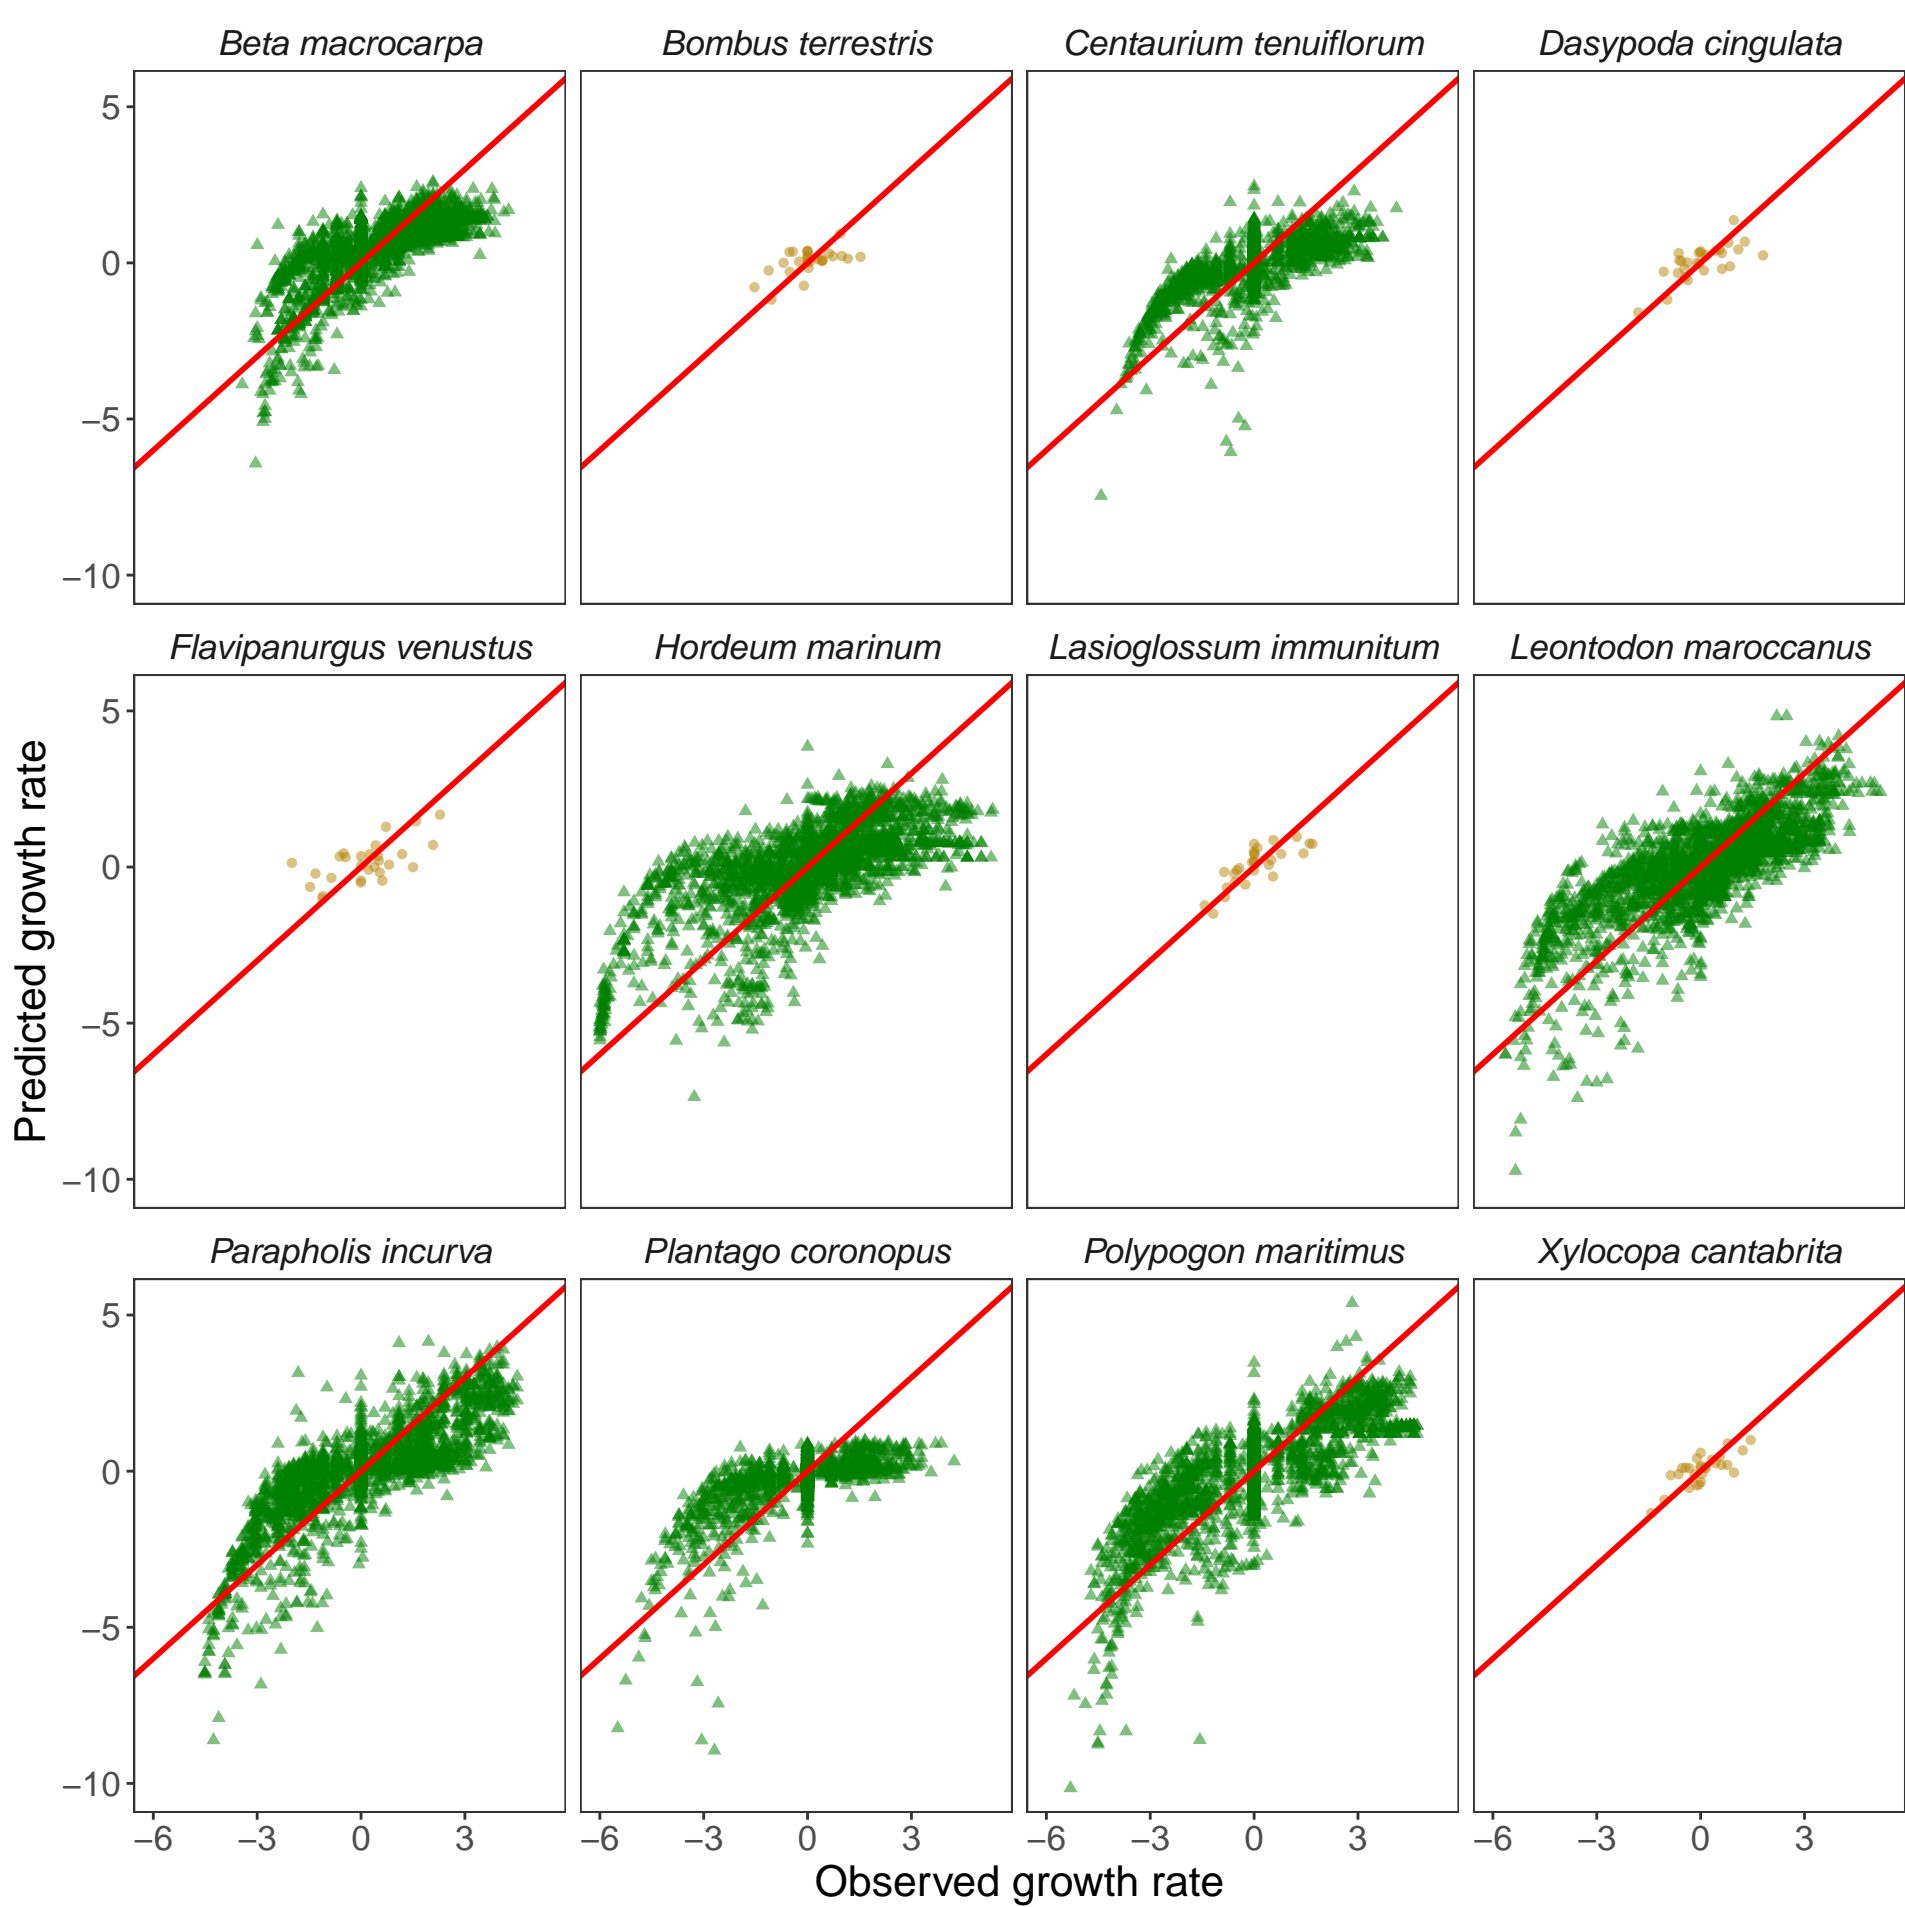 Beta macrocarpa Bombus terrestris Centaurium tenuiflorum Dasypoda cingulata
5
0
−5
−10
Flavipanurgus venustus Hordeum marinum Lasioglossum immunitum Leontodon maroccanus
5
0
−5
−10
Predicted growth rate
Parapholis incurva Plantago coronopus Polypogon maritimus Xylocopa cantabrita
5
0
−5
−10
−6 −3 0 3 −6 −3 0 3 −6 −3 0 3 −6 −3 0 3
Observed growth rate